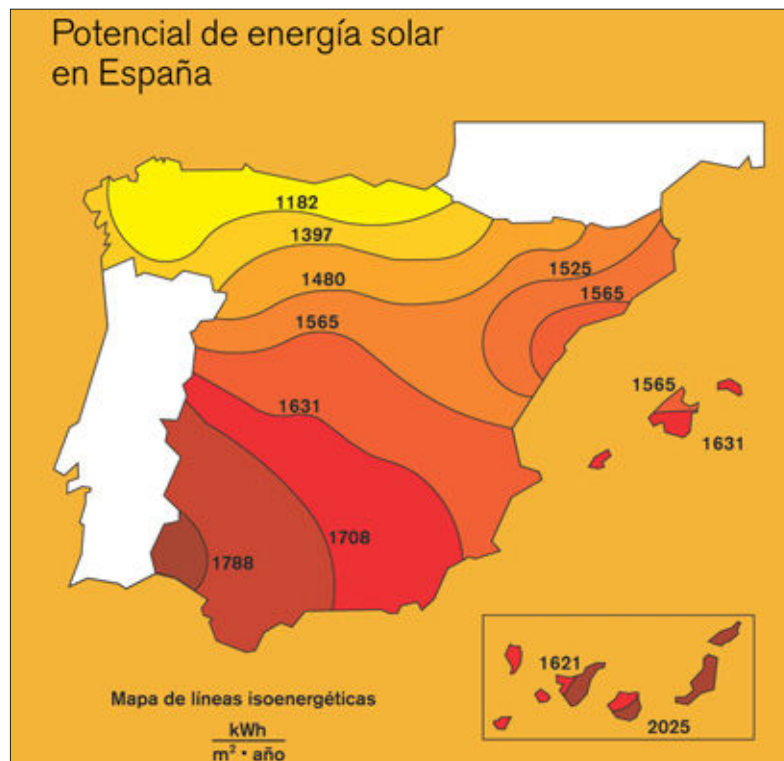 Potencial de energía solar
en España
1182
1397
1480
1525
1565
1565
1565
1631
1631
1708
1788
1621
2025
Mapa de líneas isoenergéticas
kWh
m² · año